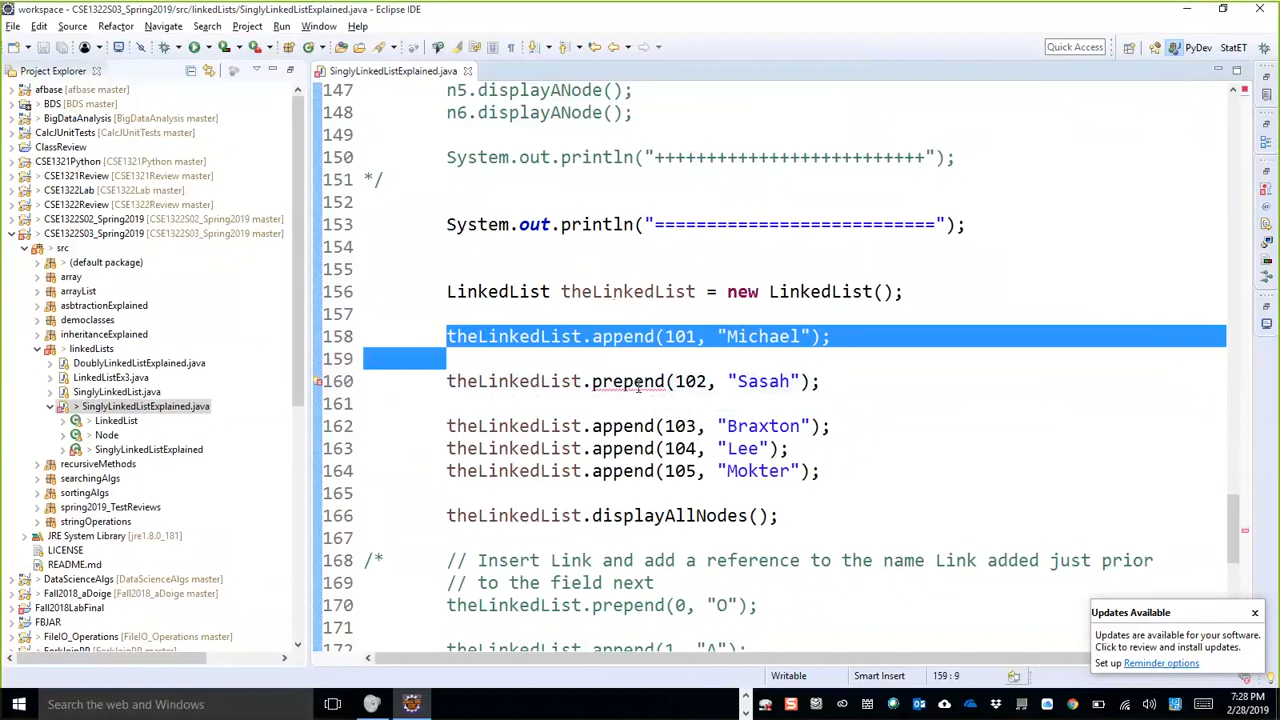 workspace - CSE1322S03_Spring2019/src/linkedLists/SinglyLinkedListExplained.java - Eclipse IDE
File Edit Source Refactor Navigate Search Project Run Window Help
Quick Access
PyDev
StatET
Project Explorer
SinglyLinkedListExplained.java
afbase [afbase master]
> BDS [BDS master]
> BigDataAnalysis [BigDataAnalysis master]
CalcJUnitTests [CalcJUnitTests master]
ClassReview
CSE1321Python [CSE1321Python master]
> CSE1321Review [CSE1321Review master]
> CSE1322Lab [CSE1322Lab master]
> CSE1322Review [CSE1322Review master]
> CSE1322S02_Spring2019 [CSE1322S02_Spring2019 master]
> CSE1322S03_Spring2019 [CSE1322S03_Spring2019 master]
> src
> (default package)
array
arrayList
asbtractionExplained
democlasses
inheritanceExplained
> linkedLists
> DoublyLinkedListExplained.java
> LinkedListEx3.java
> SinglyLinkedList.java
> SinglyLinkedListExplained.java
LinkedList
Node
SinglyLinkedListExplained
recursiveMethods
searchingAlgs
sortingAlgs
spring2019_TestReviews
stringOperations
JRE System Library [jre1.8.0_181]
LICENSE
README.md
> DataScienceAlgs [DataScienceAlgs master]
> Fall2018_aDoige [Fall2018_aDoige master]
Fall2018LabFinal
FBJAR
> FileIO_Operations [FileIO_Operations master]
147 n5.displayANode();
148 n6.displayANode();
149
150 System.out.println("++++++++++++++++++++++++++");
151 */
152
153 System.out.println("===========================");
154
155
156 LinkedList theLinkedList = new LinkedList();
157
158 theLinkedList.append(101, "Michael");
159
160 theLinkedList.prepend(102, "Sasah");
161
162 theLinkedList.append(103, "Braxton");
163 theLinkedList.append(104, "Lee");
164 theLinkedList.append(105, "Mokter");
165
166 theLinkedList.displayAllNodes();
167
168 /* // Insert Link and add a reference to the name Link added just prior
169 // to the field next
170 theLinkedList.prepend(0, "O");
171
172 theLinkedList.append(1, "A");
Updates Available
Updates are available for your software.
Click to review and install updates.
Set up Reminder options
Writable
Smart Insert
159 : 9
Search the web and Windows
7:28 PM
2/28/2019